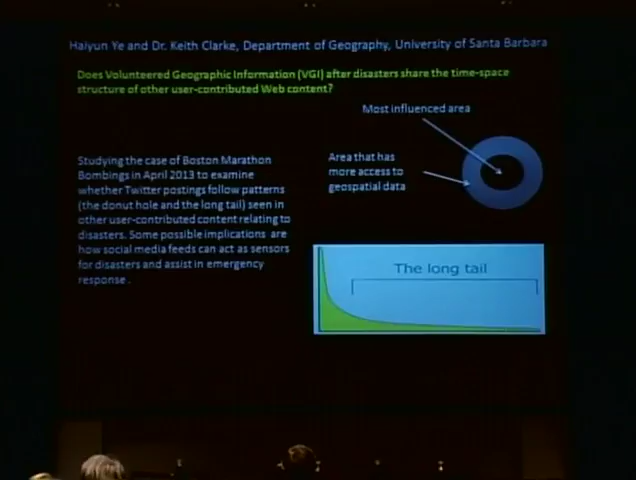 Haiyun Ye and Dr. Keith Clarke, Department of Geography, University of Santa Barbara
Does Volunteered Geographic Information (VGI) after disasters share the time-space
structure of other user-contributed Web content?
Most influenced area
Area that has
more access to
geospatial data
Studying the case of Boston Marathon
Bombings in April 2013 to examine
whether Twitter postings follow patterns
(the donut hole and the long tail) seen in
other user-contributed content relating to
disasters. Some possible implications are
how social media feeds can act as sensors
for disasters and assist in emergency
response.
The long tail